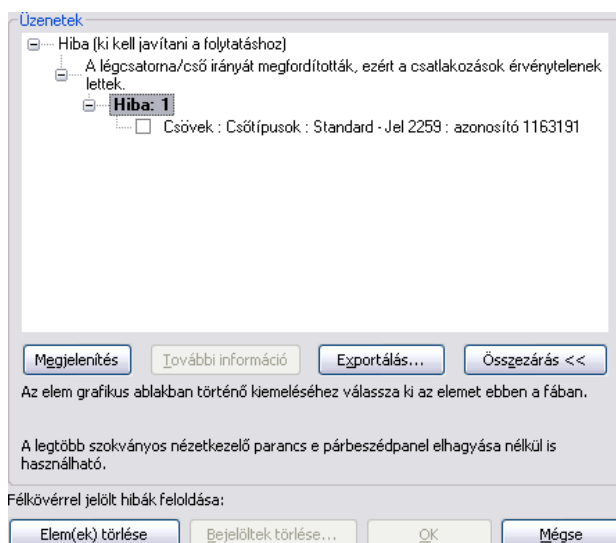 Üzenetek
Hiba (ki kell javítani a folytatáshoz)
A légcsatorna/cső irányát megfordították, ezért a csatlakozások érvénytelenek
lettek.
Hiba: 1
Csövek : Csőtípusok : Standard - Jel 2259 : azonosító 1163191
Megjelenítés További információ Exportálás... Összezárás <<
Az elem grafikus ablakban történő kiemeléséhez válassza ki az elemet ebben a fában.
A legtöbb szokványos nézetkezelő parancs e párbeszédpanel elhagyása nélkül is
használható.
Félkövérrel jelölt hibák feloldása:
Elem(ek) törlése Bejelöltek törlése... OK Mégse